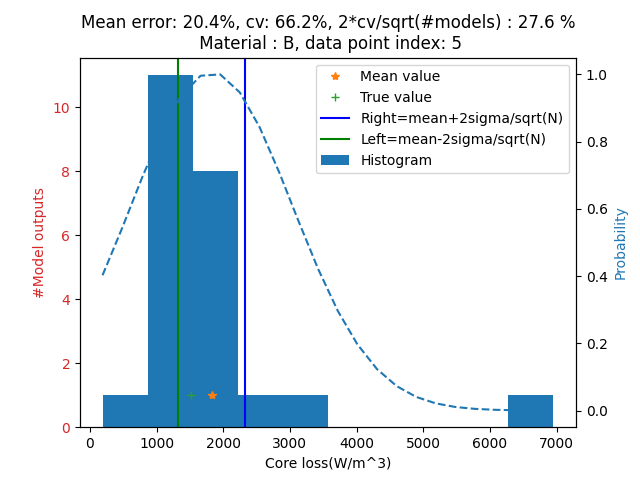 Mean error: 20.4%, cv: 66.2%, 2*cv/sqrt(#models) : 27.6 %
Material : B, data point index: 5
Mean value
True value
Right=mean+2sigma/sqrt(N)
Left=mean-2sigma/sqrt(N)
Histogram
#Model outputs
10
8
6
4
2
0
1.0
0.8
0.6
0.4
0.2
0.0
Probability
0 1000 2000 3000 4000 5000 6000 7000
Core loss(W/m^3)